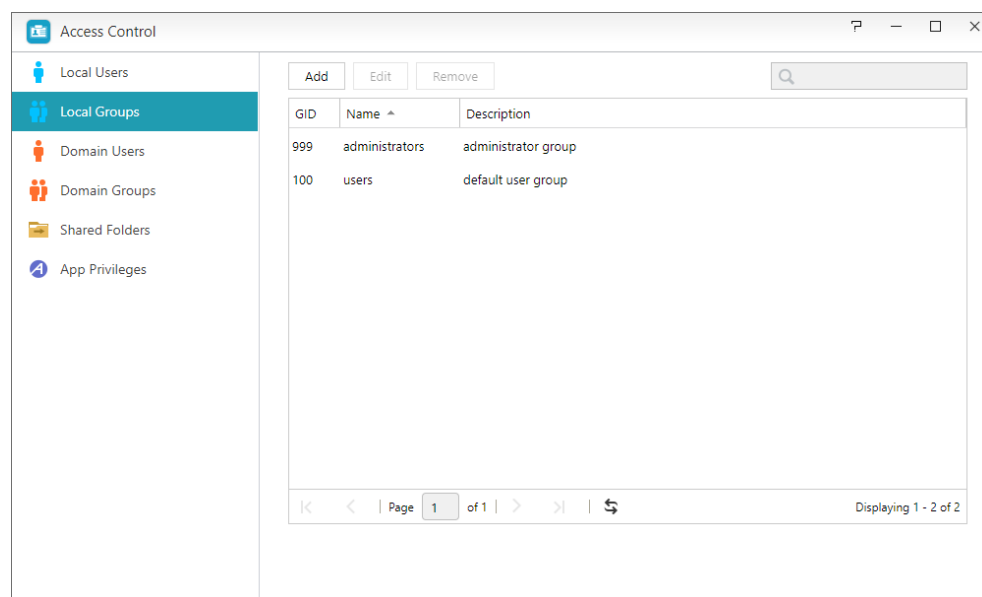 Access Control
Local Users
Local Groups
Domain Users
Domain Groups
Shared Folders
App Privileges
Add Edit Remove
GID Name Description
999 administrators administrator group
100 users default user group
Page 1 of 1 Displaying 1 - 2 of 2